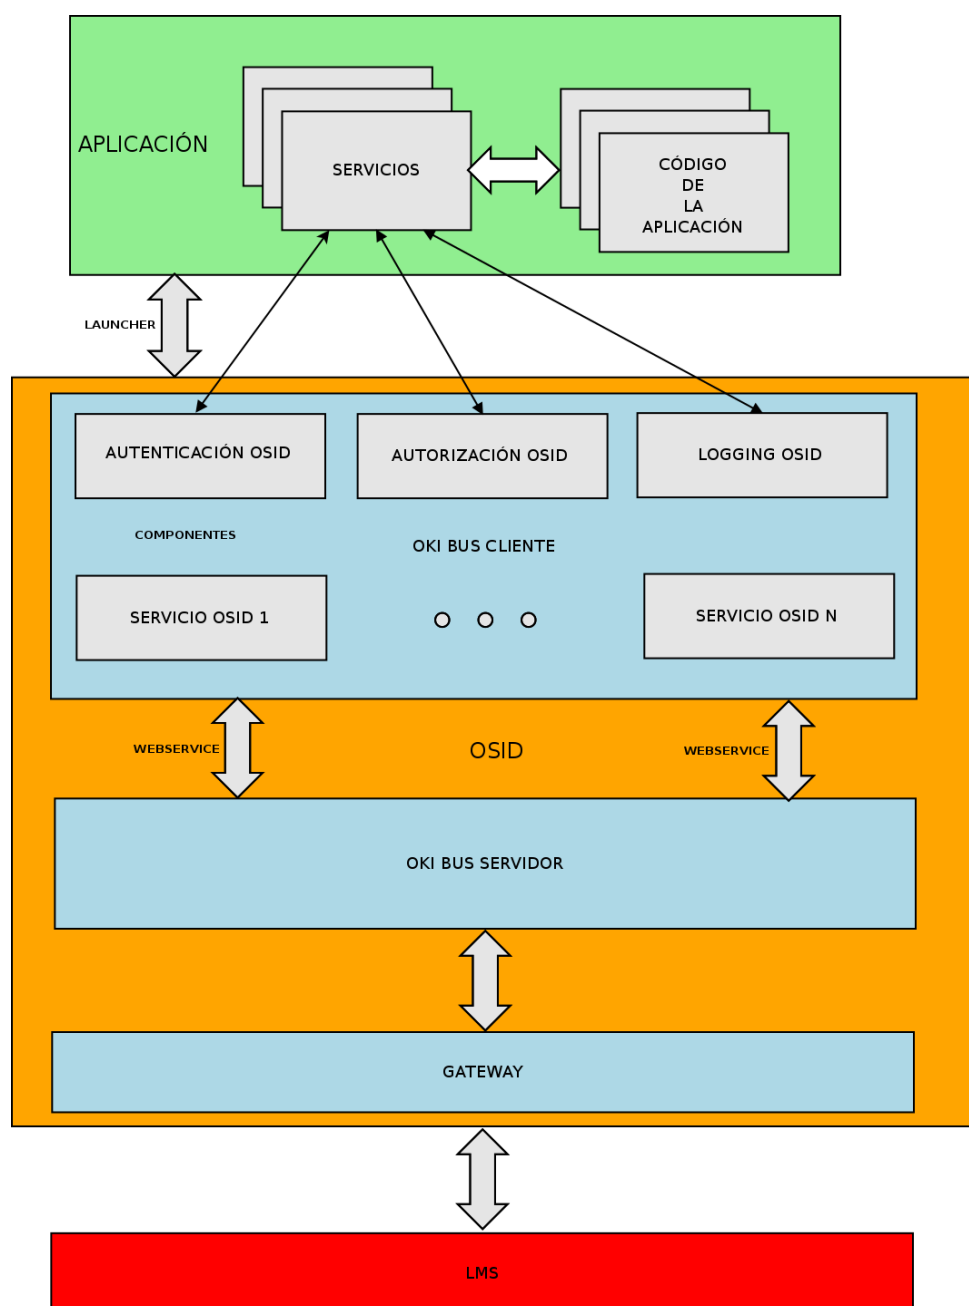 APLICACIÓN
SERVICIOS
CÓDIGO
DE
LA
APLICACIÓN
LAUNCHER
AUTENTICACIÓN OSID
AUTORIZACIÓN OSID
LOGGING OSID
COMPONENTES
OKI BUS CLIENTE
SERVICIO OSID 1
SERVICIO OSID N
WEBSERVICE
OSID
WEBSERVICE
OKI BUS SERVIDOR
GATEWAY
LMS